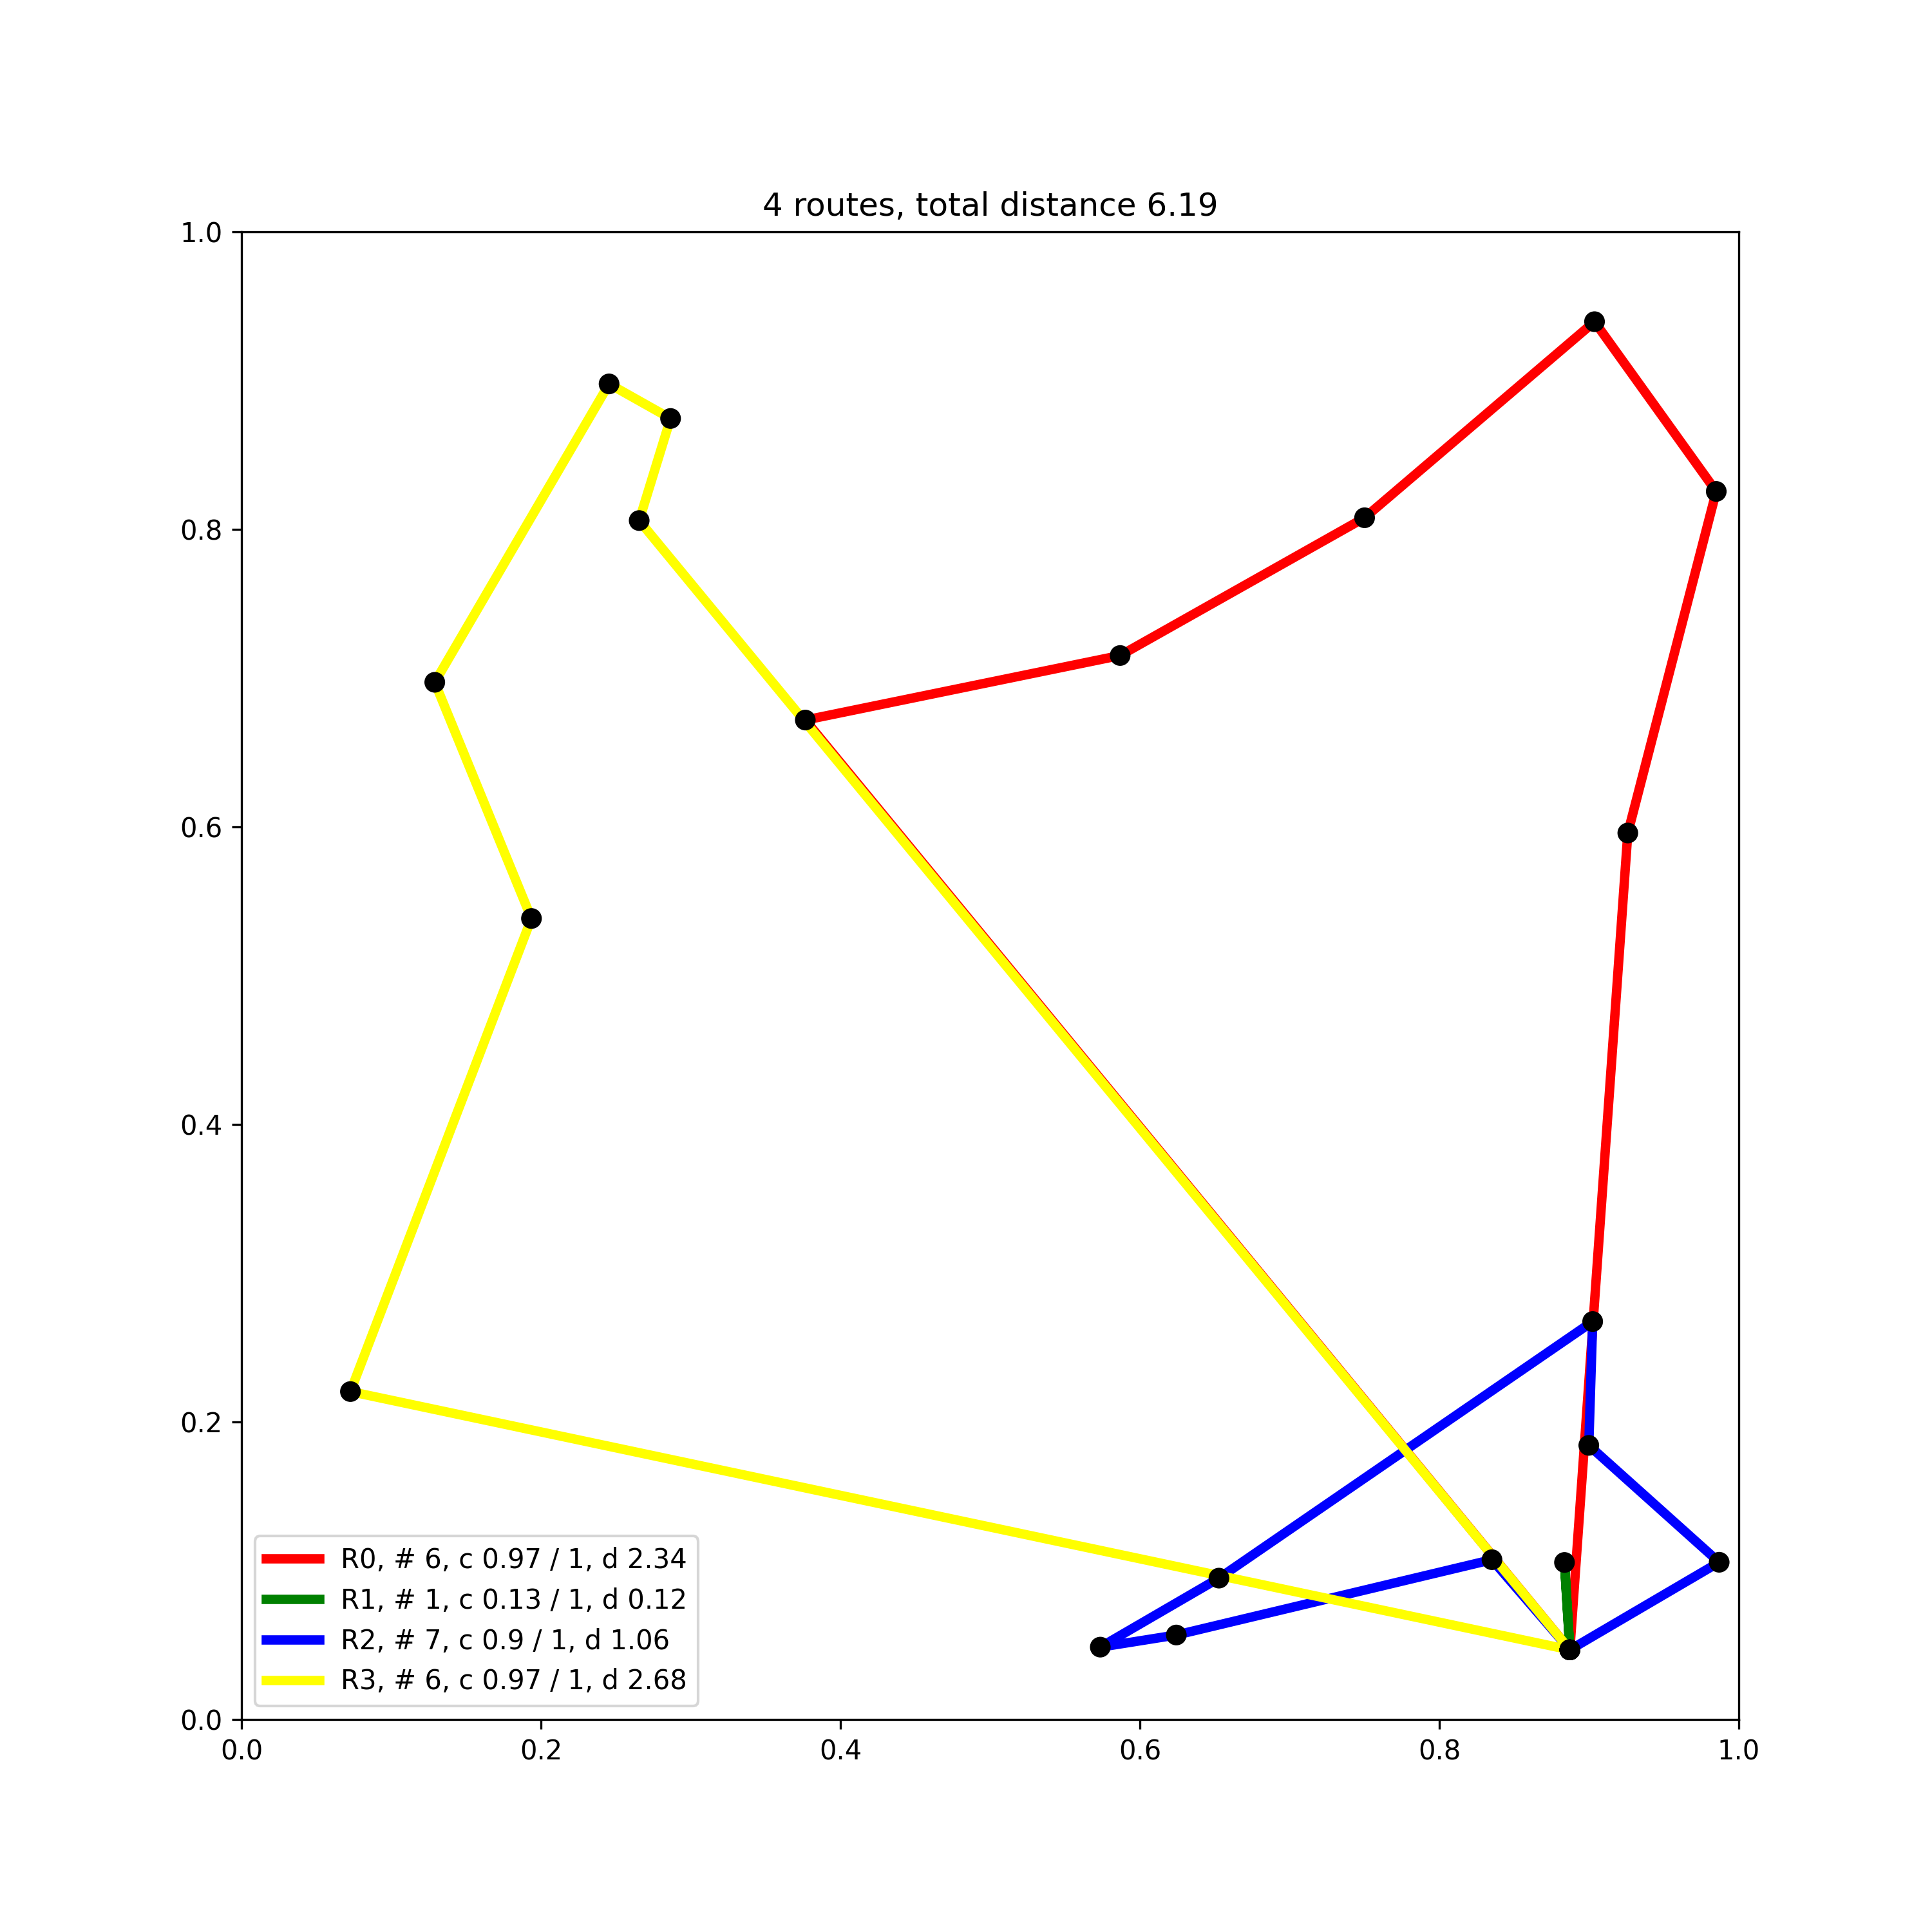 4 routes, total distance 6.19
1.0
0.8
0.6
0.4
0.2
0.0
R0, # 6, c 0.97 / 1, d 2.34
R1, # 1, c 0.13 / 1, d 0.12
R2, # 7, c 0.9 / 1, d 1.06
R3, # 6, c 0.97 / 1, d 2.68
0.0 0.2 0.4 0.6 0.8 1.0